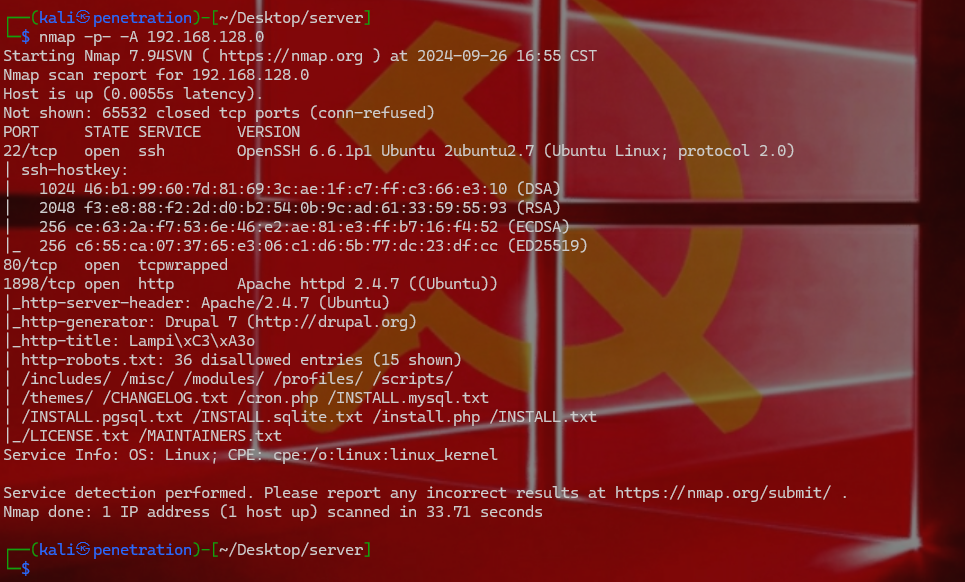 ┌──(kali㉿penetration)-[~/Desktop/server]
└─$ nmap -p- -A 192.168.128.0
Starting Nmap 7.94SVN ( https://nmap.org ) at 2024-09-26 16:55 CST
Nmap scan report for 192.168.128.0
Host is up (0.0055s latency).
Not shown: 65532 closed tcp ports (conn-refused)
PORT     STATE SERVICE    VERSION
22/tcp   open  ssh        OpenSSH 6.6.1p1 Ubuntu 2ubuntu2.7 (Ubuntu Linux; protocol 2.0)
| ssh-hostkey:
|   1024 46:b1:99:60:7d:81:69:3c:ae:1f:c7:ff:c3:66:e3:10 (DSA)
|   2048 f3:e8:88:f2:2d:d0:b2:54:0b:9c:ad:61:33:59:55:93 (RSA)
|   256 ce:63:2a:f7:53:6e:46:e2:ae:81:e3:ff:b7:16:f4:52 (ECDSA)
|_  256 c6:55:ca:07:37:65:e3:06:c1:d6:5b:77:dc:23:df:cc (ED25519)
80/tcp   open  tcpwrapped
1898/tcp open  http       Apache httpd 2.4.7 ((Ubuntu))
|_http-server-header: Apache/2.4.7 (Ubuntu)
|_http-generator: Drupal 7 (http://drupal.org)
|_http-title: Lampi\xC3\xA3o
| http-robots.txt: 36 disallowed entries (15 shown)
| /includes/ /misc/ /modules/ /profiles/ /scripts/
| /themes/ /CHANGELOG.txt /cron.php /INSTALL.mysql.txt
| /INSTALL.pgsql.txt /INSTALL.sqlite.txt /install.php /INSTALL.txt
|_/LICENSE.txt /MAINTAINERS.txt
Service Info: OS: Linux; CPE: cpe:/o:linux:linux_kernel

Service detection performed. Please report any incorrect results at https://nmap.org/submit/ .
Nmap done: 1 IP address (1 host up) scanned in 33.71 seconds

┌──(kali㉿penetration)-[~/Desktop/server]
└─$